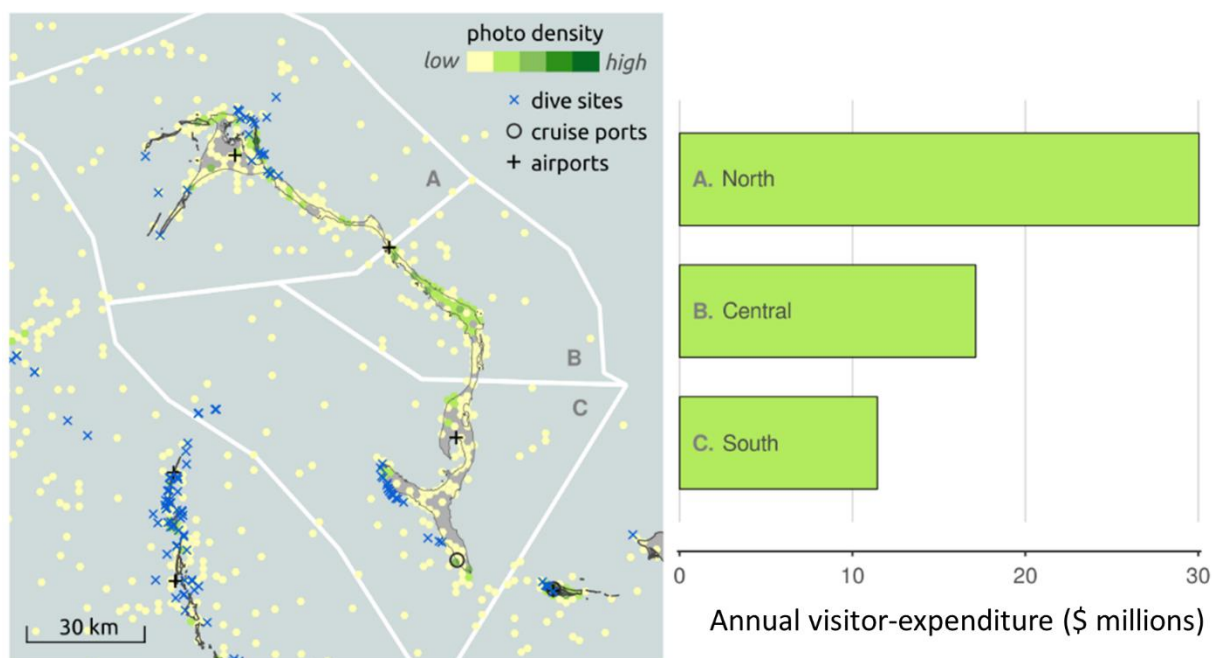 photo density
low high
dive sites
cruise ports
airports
A
B
C
30 km
A. North
B. Central
C. South
0 10 20 30
Annual visitor-expenditure ($ millions)